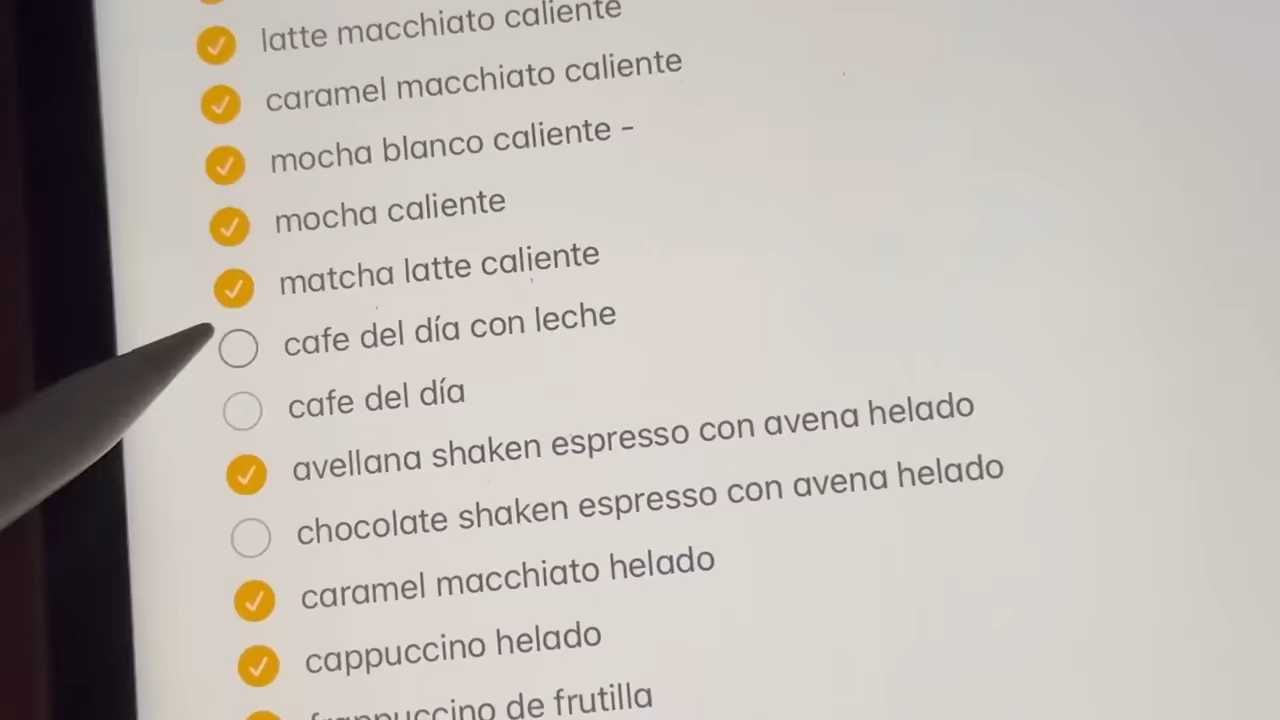 latte macchiato caliente
caramel macchiato caliente
mocha blanco caliente -
mocha caliente
matcha latte caliente
cafe del día con leche
cafe del día
avellana shaken espresso con avena helado
chocolate shaken espresso con avena helado
caramel macchiato helado
cappuccino helado
frappuccino de frutilla